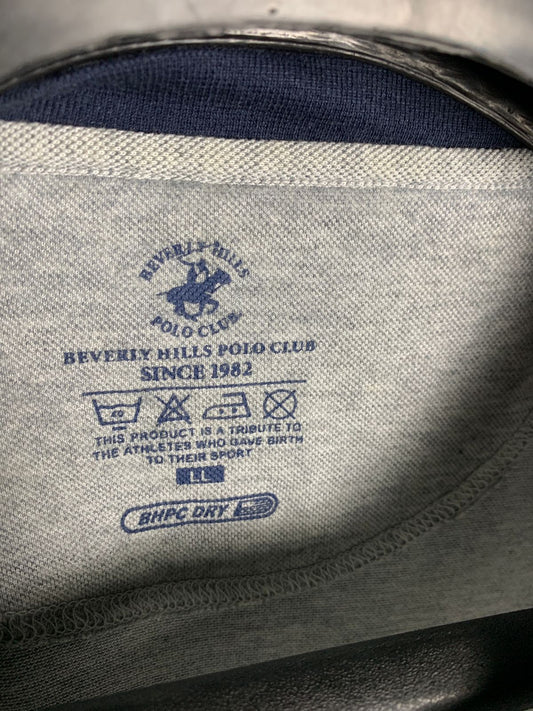 BEVERLY HILLS
POLO CLUB
BEVERLY HILLS POLO CLUB
SINCE 1982
THIS PRODUCT IS A TRIBUTE TO
THE ATHLETES WHO GAVE BIRTH
TO THEIR SPORT
LL
BHPC DRY